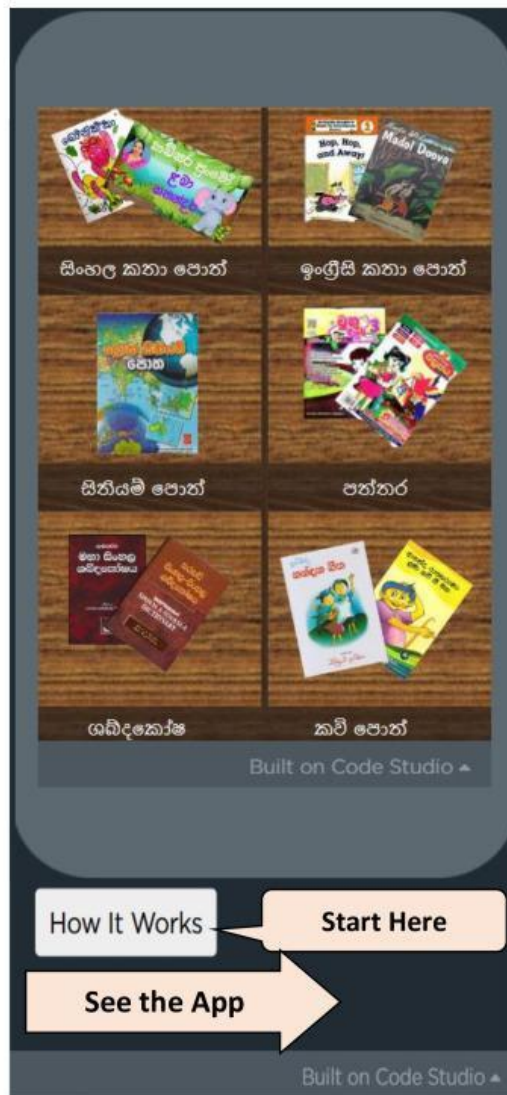 Hop, Hop,
and Away!
Madol Doova
සිංහල කතා පොත්
ඉංග්‍රීසි කතා පොත්
පොත
සිතියම් පොත්
පත්තර
මහා සිංහල
ශබ්දකෝෂය
DICTIONARY
ශබ්දකෝෂ
කවි පොත්
Built on Code Studio
How It Works
Start Here
See the App
Built on Code Studio